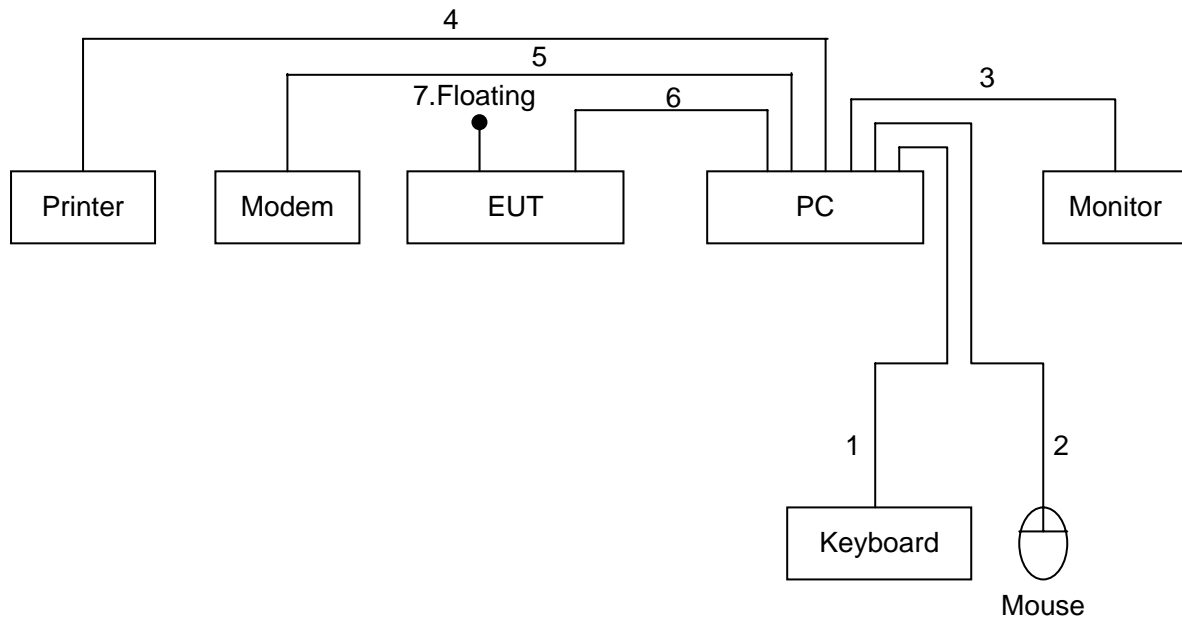 4
5
3
7.Floating
6
Printer
Modem
EUT
PC
Monitor
1
2
Keyboard
Mouse